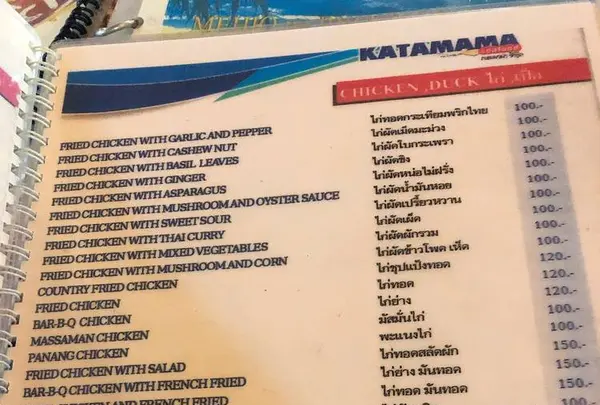 MEHO
KATAMAMA
seafood
CHICKEN ,DUCK ไก่ ,เป็ด
FRIED CHICKEN WITH GARLIC AND PEPPER ไก่ทอดกระเทียมพริกไทย 100.-
FRIED CHICKEN WITH CASHEW NUT ไก่ผัดเม็ดมะม่วง 100.-
FRIED CHICKEN WITH BASIL LEAVES ไก่ผัดใบกระเพรา 100.-
FRIED CHICKEN WITH GINGER ไก่ผัดขิง 100.-
FRIED CHICKEN WITH ASPARAGUS ไก่ผัดหน่อไม้ฝรั่ง 100.-
FRIED CHICKEN WITH MUSHROOM AND OYSTER SAUCE ไก่ผัดน้ำมันหอย 100.-
FRIED CHICKEN WITH SWEET SOUR ไก่ผัดเปรี้ยวหวาน 100.-
FRIED CHICKEN WITH THAI CURRY ไก่ผัดเผ็ด 100.-
FRIED CHICKEN WITH MIXED VEGETABLES ไก่ผัดผักรวม 100.-
FRIED CHICKEN WITH MUSHROOM AND CORN ไก่ผัดข้าวโพด เห็ด 120.-
COUNTRY FRIED CHICKEN ไก่ชุปแป้งทอด 120.-
FRIED CHICKEN ไก่ทอด 120.-
BAR-B-Q CHICKEN ไก่ย่าง 100.-
MASSAMAN CHICKEN มัสมั่นไก่ 100.-
PANANG CHICKEN พะแนงไก่ 150.-
FRIED CHICKEN WITH SALAD ไก่ทอดสลัดผัก 150.-
BAR-B-Q CHICKEN WITH FRENCH FRIED ไก่ย่าง มันทอด 150.-
AND FRENCH FRIED ไก่ทอด มันทอด 100.-